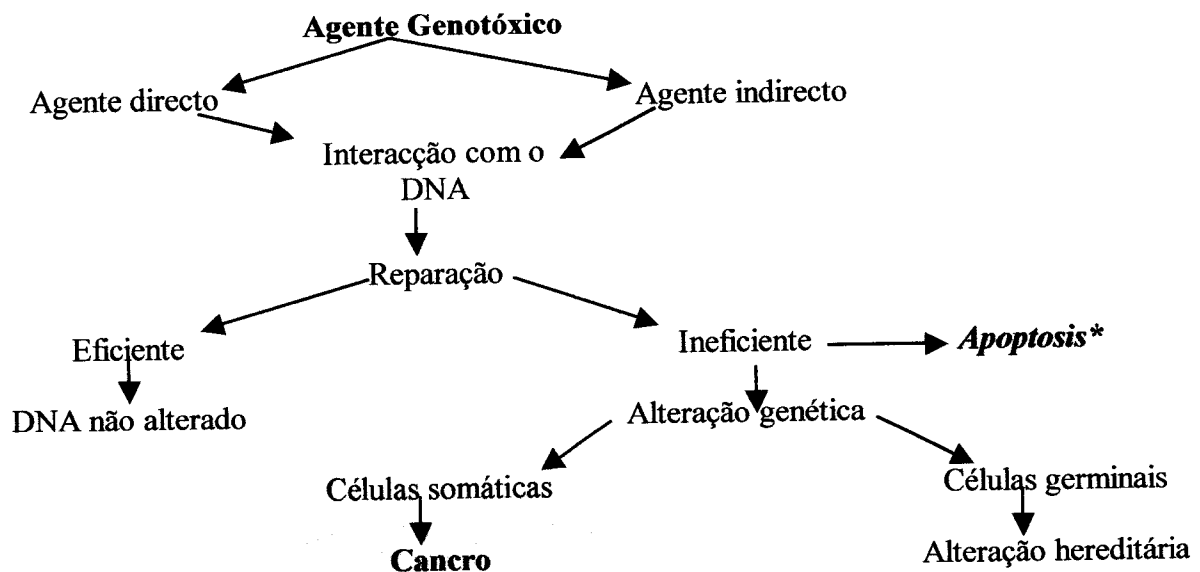 Agente Genotóxico
Agente directo
Agente indirecto
Interacção com o
DNA
Reparação
Eficiente
Ineficiente
Apoptosis*
DNA não alterado
Alteração genética
Células somáticas
Células germinais
Cancro
Alteração hereditária